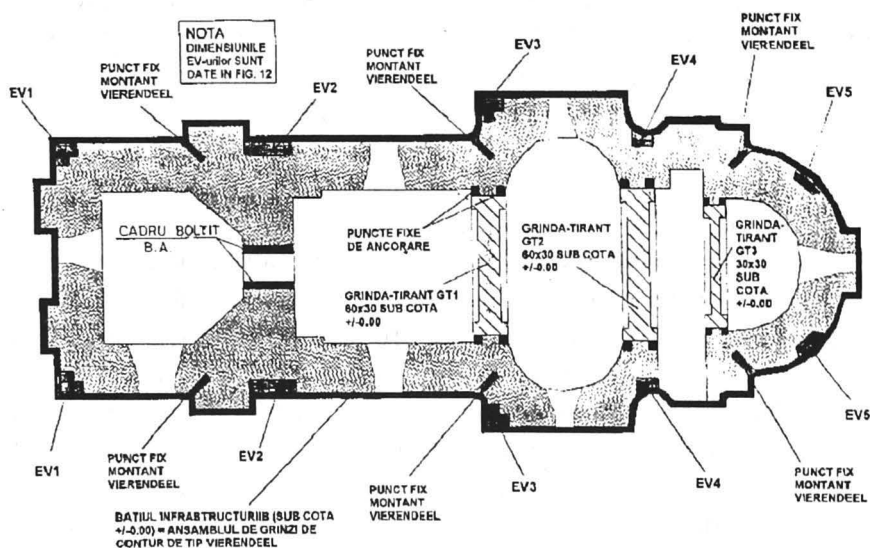 NOTA
DIMENSIUNILE
EV-urilor SUNT
DATE IN FIG. 12
PUNCT FIX
MONTANT
VIERENDEEL
EV1
EV2
PUNCT FIX
MONTANT
VIERENDEEL
EV3
EV4
PUNCT FIX
MONTANT
VIERENDEEL
EV5
CADRU BOLTIT
B.A.
PUNCTE FIXE
DE ANCORARE
GRINDA-TIRANT GT1
60x30 SUB COTA
+/-0.00
GRINDA-TIRANT
GT2
60x30 SUB COTA
+/-0.00
GRINDA-
TIRANT
GT3
30x30
SUB
COTA
+/-0.00
EV1
PUNCT FIX
MONTANT
VIERENDEEL
EV2
BATIUL INFRASTRUCTURIIB (SUB COTA
+/-0.00) = ANSAMBLUL DE GRINZI DE
CONTUR DE TIP VIERENDEEL
PUNCT FIX
MONTANT
VIERENDEEL
EV3
EV4
PUNCT FIX
MONTANT
VIERENDEEL
EV5